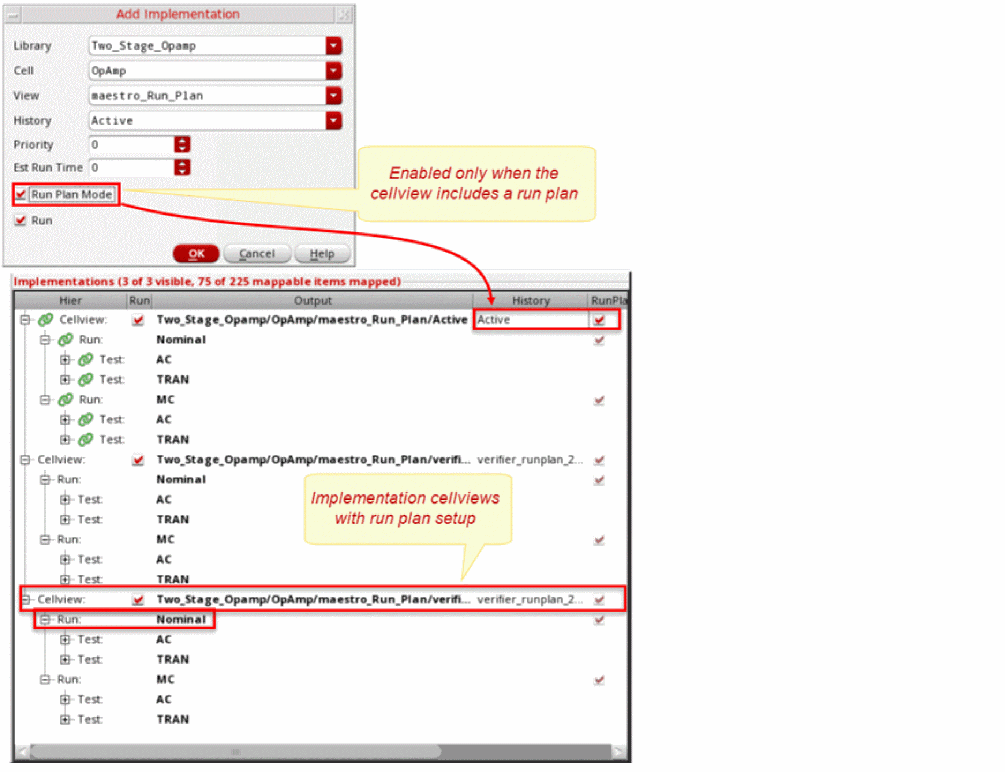 Add Implementation
Library Two_Stage_Opamp
Cell OpAmp
View maestro_Run_Plan
History Active
Priority 0
Est Run Time 0
Run Plan Mode
Run
OK Cancel Help
Enabled only when the
cellview includes a run plan
Implementations (3 of 3 visible, 75 of 225 mappable items mapped)
Hier Run Output History RunPla
Cellview: Two_Stage_Opamp/OpAmp/maestro_Run_Plan/Active Active
Run: Nominal
Test: AC
Test: TRAN
Run: MC
Test: AC
Test: TRAN
Cellview: Two_Stage_Opamp/OpAmp/maestro_Run_Plan/verifi... verifier_runplan_2...
Run: Nominal
Test: AC
Test: TRAN
Run: MC
Test: AC
Test: TRAN
Implementation cellviews
with run plan setup
Cellview: Two_Stage_Opamp/OpAmp/maestro_Run_Plan/verifi... verifier_runplan_2...
Run: Nominal
Test: AC
Test: TRAN
Run: MC
Test: AC
Test: TRAN